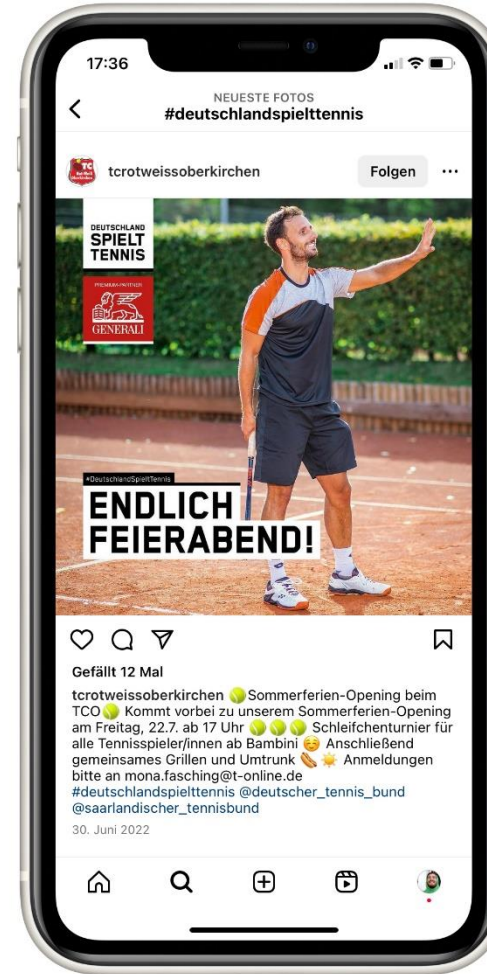 17:36
NEUESTE FOTOS
#deutschlandspielttennis
TC
tcrotweissoberkirchen
Folgen
DEUTSCHLAND
SPIELT
TENNIS
PREMIUM-PARTNER
GENERALI
#DeutschlandSpieltTennis
ENDLICH
FEIERABEND!
Gefällt 12 Mal
tcrotweissoberkirchen 🎾Sommerferien-Opening beim
TCO🎾 Kommt vorbei zu unserem Sommerferien-Opening
am Freitag, 22.7. ab 17 Uhr 🎾🎾🎾 Schleifchenturnier für
alle Tennisspieler/innen ab Bambini ☺️ Anschließend
gemeinsames Grillen und Umtrunk 🌭☀️ Anmeldungen
bitte an mona.fasching@t-online.de
#deutschlandspielttennis @deutscher_tennis_bund
@saarlandischer_tennisbund
30. Juni 2022